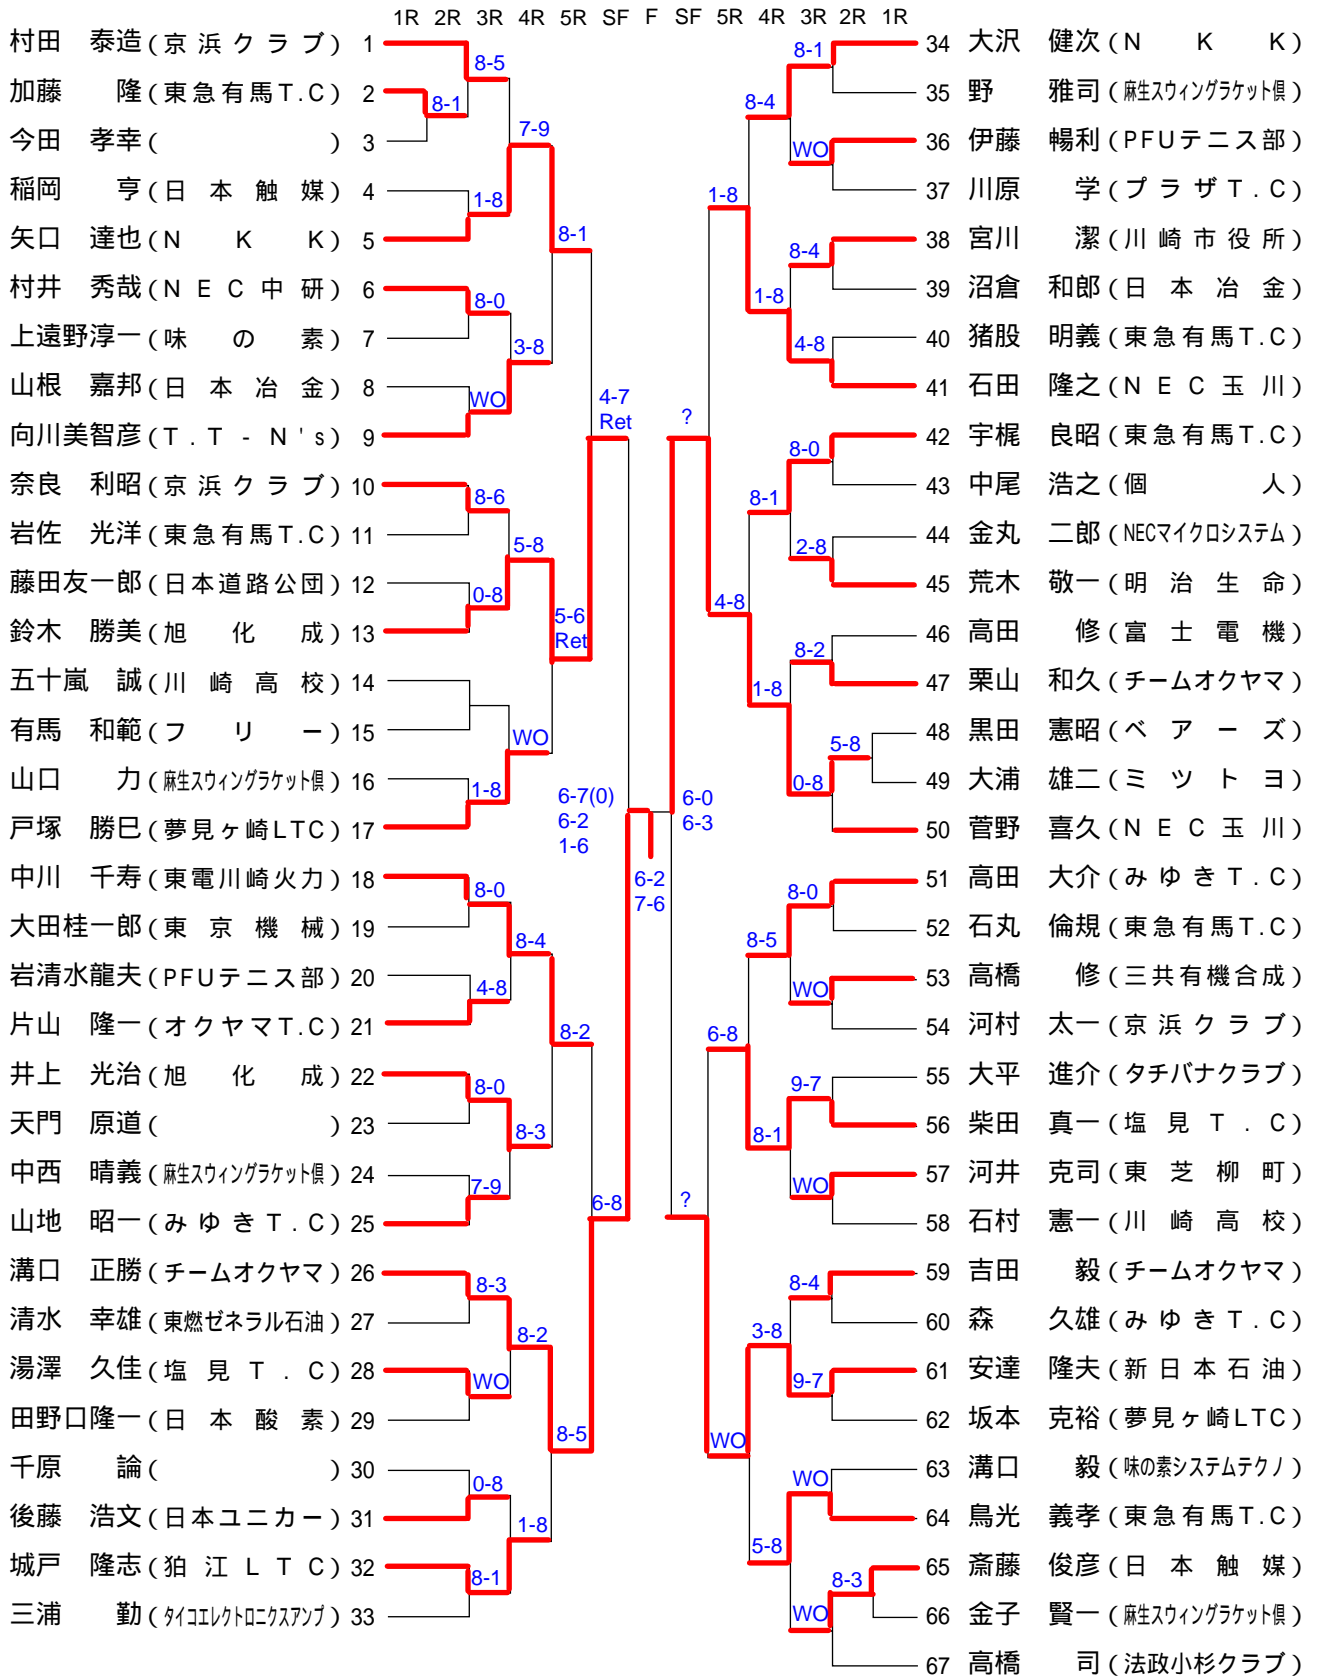 1R 2R 3R 4R 5R SF F SF 5R 4R 3R 2R 1R
村田 泰造(京浜クラブ) 1
加藤 隆(東急有馬T.C) 2
今田 孝幸( ) 3
稲岡 亨(日本触媒) 4
矢口 達也(NKK) 5
村井 秀哉(NEC中研) 6
上遠野淳一(味の素) 7
山根 嘉邦(日本冶金) 8
向川美智彦(T.T-N's) 9
奈良 利昭(京浜クラブ) 10
岩佐 光洋(東急有馬T.C) 11
藤田友一郎(日本道路公団) 12
鈴木 勝美(旭化成) 13
五十嵐 誠(川崎高校) 14
有馬 和範(フリー) 15
山口 力(麻生スウィングラケット倶) 16
戸塚 勝巳(夢見ヶ崎LTC) 17
中川 千寿(東電川崎火力) 18
大田桂一郎(東京機械) 19
岩清水龍夫(PFUテニス部) 20
片山 隆一(オクヤマT.C) 21
井上 光治(旭化成) 22
天門 原道( ) 23
中西 晴義(麻生スウィングラケット倶) 24
山地 昭一(みゆきT.C) 25
溝口 正勝(チームオクヤマ) 26
清水 幸雄(東燃ゼネラル石油) 27
湯澤 久佳(塩見T.C) 28
田野口隆一(日本酸素) 29
千原 論( ) 30
後藤 浩文(日本ユニカー) 31
城戸 隆志(狛江LTC) 32
三浦 勤(タイコエレクトロニクスアンプ) 33
8-1
8-5
1-8
8-0
WO
8-6
0-8
1-8
8-0
4-8
8-0
7-9
8-3
WO
0-8
8-1
7-9
3-8
5-8
WO
8-4
8-3
8-2
1-8
8-1
5-6
Ret
8-2
8-5
4-7
Ret
6-8
6-7(0)
6-2
1-6
6-2
7-6
6-0
6-3
?
?
1-8
4-8
6-8
WO
8-4
1-8
8-1
1-8
8-5
8-1
3-8
5-8
8-1
WO
8-4
4-8
8-0
2-8
8-2
0-8
8-0
WO
9-7
WO
8-4
9-7
WO
WO
5-8
8-3
34 大沢 健次(NKK)
35 野 雅司(麻生スウィングラケット倶)
36 伊藤 暢利(PFUテニス部)
37 川原 学(プラザT.C)
38 宮川 潔(川崎市役所)
39 沼倉 和郎(日本冶金)
40 猪股 明義(東急有馬T.C)
41 石田 隆之(NEC玉川)
42 宇梶 良昭(東急有馬T.C)
43 中尾 浩之(個人)
44 金丸 二郎(NECマイクロシステム)
45 荒木 敬一(明治生命)
46 高田 修(富士電機)
47 栗山 和久(チームオクヤマ)
48 黒田 憲昭(ベアーズ)
49 大浦 雄二(ミツトヨ)
50 菅野 喜久(NEC玉川)
51 高田 大介(みゆきT.C)
52 石丸 倫規(東急有馬T.C)
53 高橋 修(三共有機合成)
54 河村 太一(京浜クラブ)
55 大平 進介(タチバナクラブ)
56 柴田 真一(塩見T.C)
57 河井 克司(東芝柳町)
58 石村 憲一(川崎高校)
59 吉田 毅(チームオクヤマ)
60 森 久雄(みゆきT.C)
61 安達 隆夫(新日本石油)
62 坂本 克裕(夢見ヶ崎LTC)
63 溝口 毅(味の素システムテクノ)
64 鳥光 義孝(東急有馬T.C)
65 斎藤 俊彦(日本触媒)
66 金子 賢一(麻生スウィングラケット倶)
67 高橋 司(法政小杉クラブ)